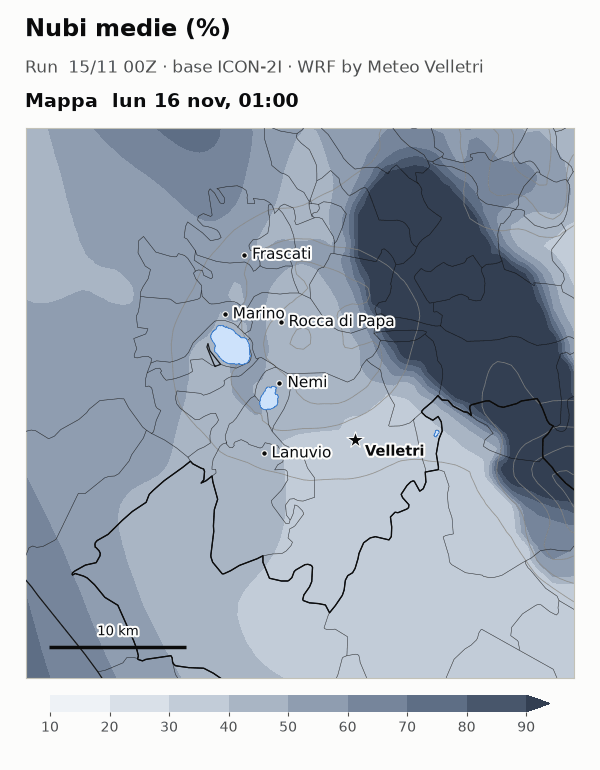 Nubi medie (%)
Run  15/11 00Z · base ICON-2I · WRF by Meteo Velletri
Mappa  lun 16 nov, 01:00
Frascati
Marino
Rocca di Papa
Nemi
Velletri
Lanuvio
10 km
10 20 30 40 50 60 70 80 90